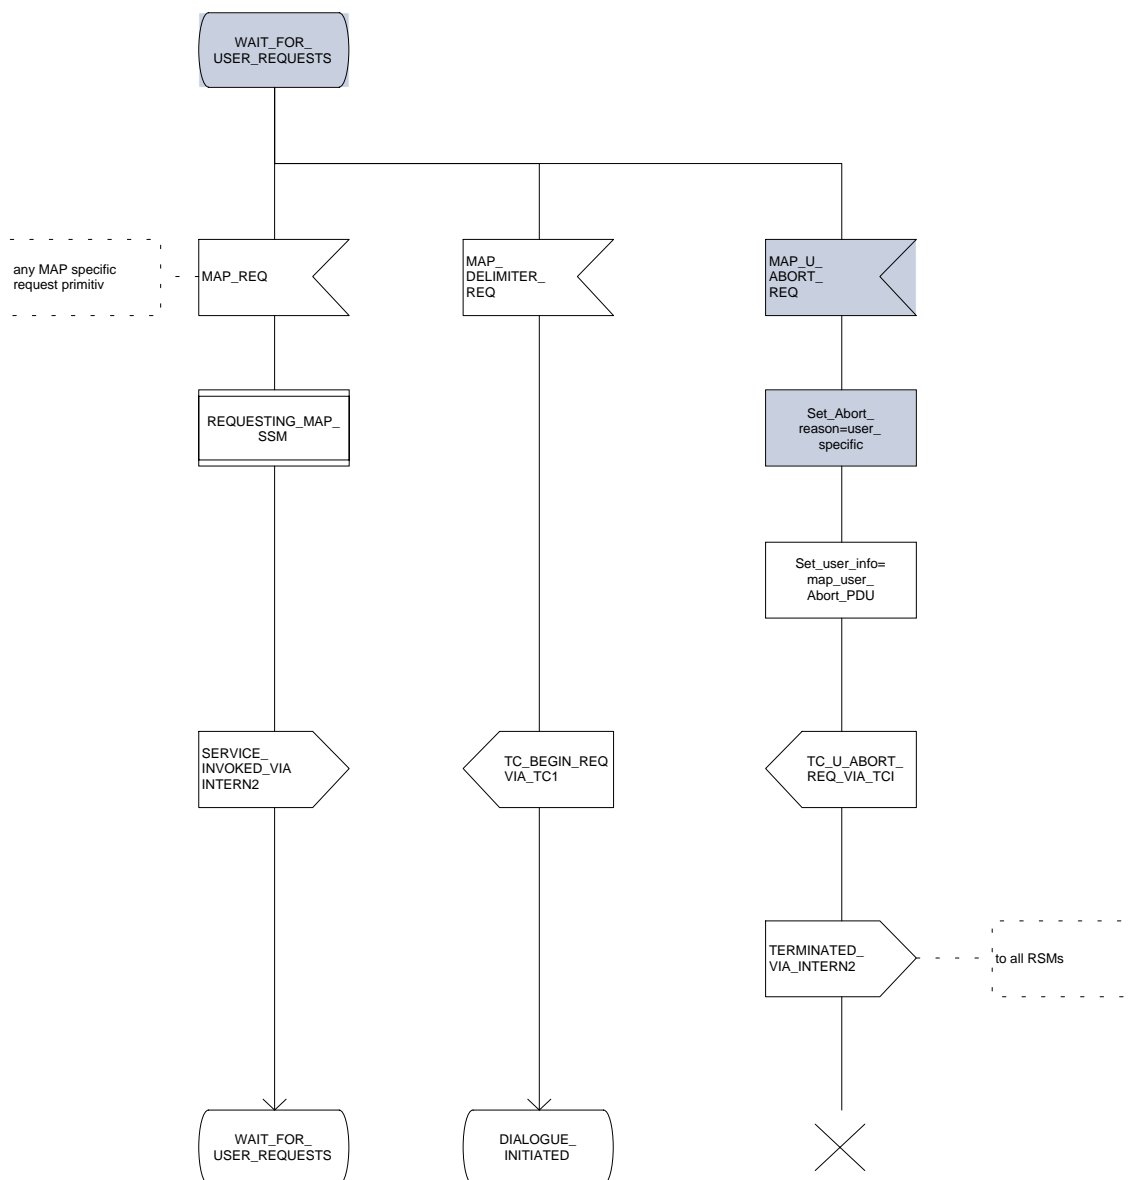 WAIT_FOR_
USER_REQUESTS
any MAP specific
request primitiv
MAP_REQ
MAP_
DELIMITER_
REQ
MAP_U_
ABORT_
REQ
REQUESTING_MAP_
SSM
Set_Abort_
reason=user_
specific
Set_user_info=
map_user_
Abort_PDU
SERVICE_
INVOKED_VIA
INTERN2
TC_BEGIN_REQ
VIA_TC1
TC_U_ABORT_
REQ_VIA_TCI
TERMINATED_
VIA_INTERN2
to all RSMs
WAIT_FOR_
USER_REQUESTS
DIALOGUE_
INITIATED